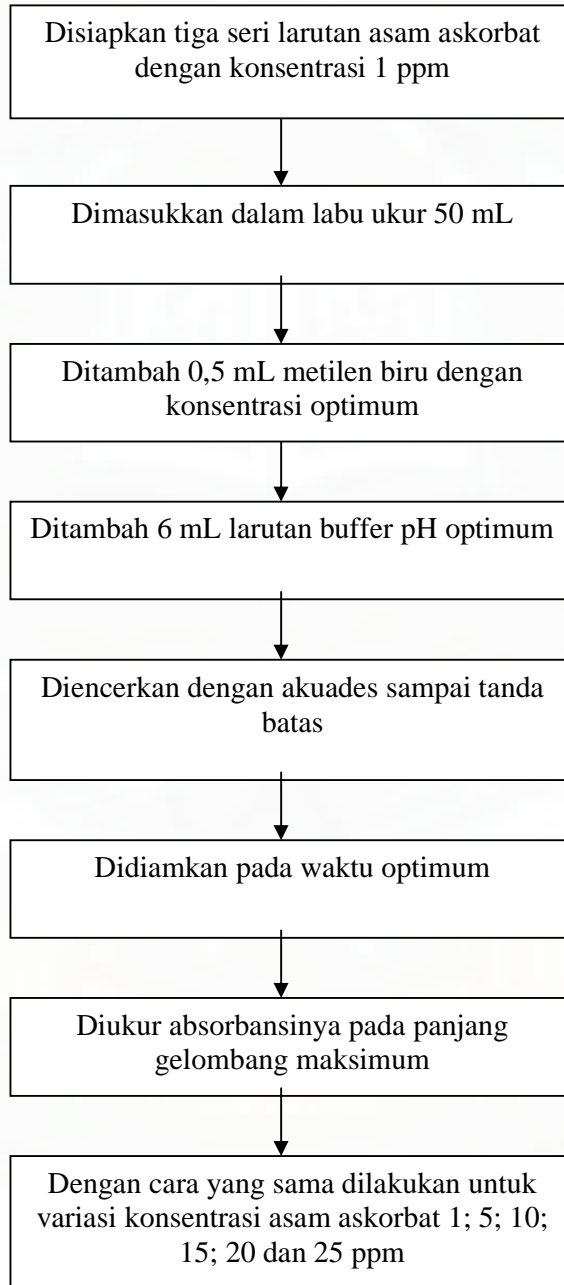 Disiapkan tiga seri larutan asam askorbat
dengan konsentrasi 1 ppm
Dimasukkan dalam labu ukur 50 mL
Ditambah 0,5 mL metilen biru dengan
konsentrasi optimum
Ditambah 6 mL larutan buffer pH optimum
Diencerkan dengan akuades sampai tanda
batas
Didiamkan pada waktu optimum
Diukur absorbansinya pada panjang
gelombang maksimum
Dengan cara yang sama dilakukan untuk
variasi konsentrasi asam askorbat 1; 5; 10;
15; 20 dan 25 ppm